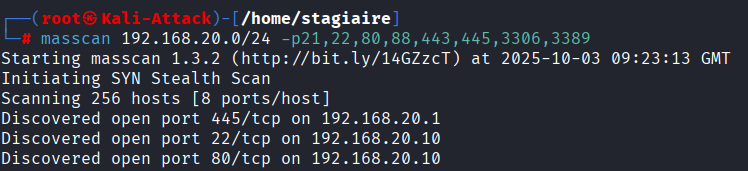 ┌──(root㉿Kali-Attack)-[/home/stagiaire]
└─# masscan 192.168.20.0/24 -p21,22,80,88,443,445,3306,3389
Starting masscan 1.3.2 (http://bit.ly/14GZzcT) at 2025-10-03 09:23:13 GMT
Initiating SYN Stealth Scan
Scanning 256 hosts [8 ports/host]
Discovered open port 445/tcp on 192.168.20.1
Discovered open port 22/tcp on 192.168.20.10
Discovered open port 80/tcp on 192.168.20.10